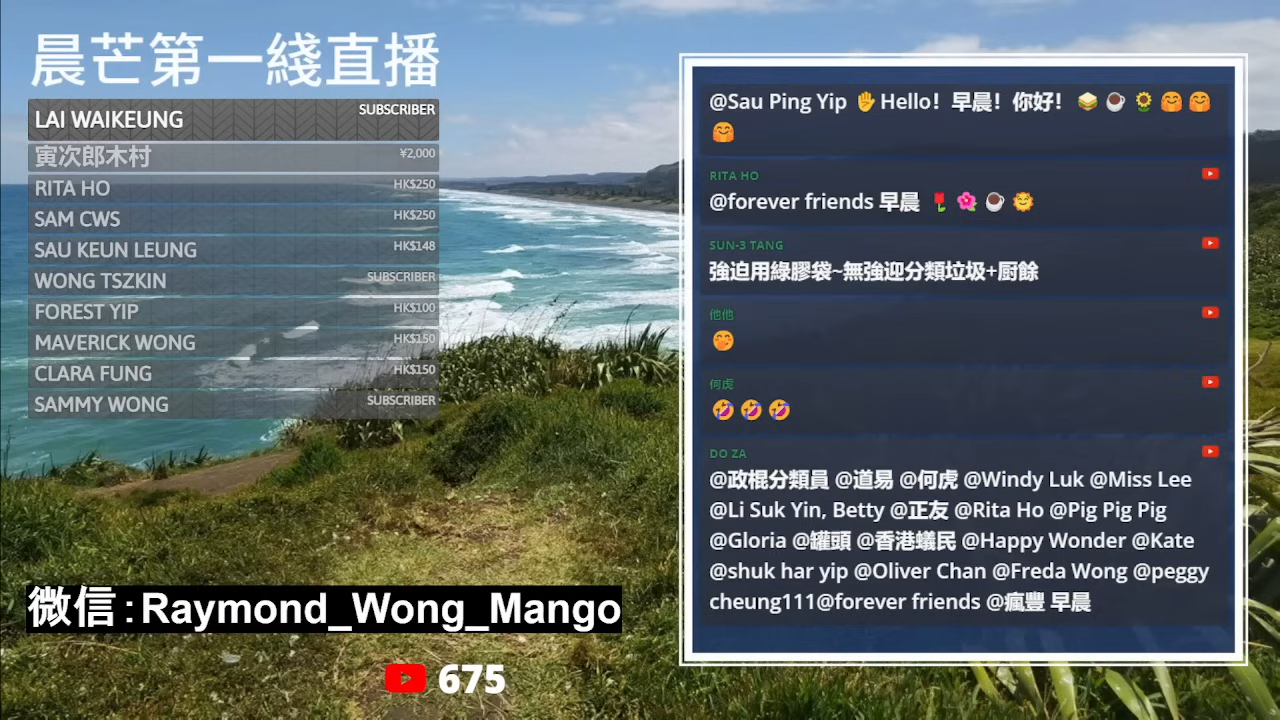 晨芒第一綫直播
LAI WAIKEUNG SUBSCRIBER
寅次郎木村 ¥2,000
RITA HO HK$250
SAM CWS HK$250
SAU KEUN LEUNG HK$148
WONG TSZKIN SUBSCRIBER
FOREST YIP HK$100
MAVERICK WONG HK$150
CLARA FUNG HK$150
SAMMY WONG SUBSCRIBER
微信:Raymond_Wong_Mango
675
@Sau Ping Yip ✋Hello! 早晨! 你好! 🥪 ☕ 🌻 🤗 🤗
🤗
RITA HO
@forever friends 早晨 🌷 🌺 ☕ 🌞
SUN-3 TANG
強迫用綠膠袋~無強迎分類垃圾+厨餘
他他
🤭
何虎
🤣 🤣 🤣
DO ZA
@政棍分類員 @道易 @何虎 @Windy Luk @Miss Lee
@Li Suk Yin, Betty @正友 @Rita Ho @Pig Pig Pig
@Gloria @罐頭 @香港蟻民 @Happy Wonder @Kate
@shuk har yip @Oliver Chan @Freda Wong @peggy
cheung111@forever friends @瘋豐 早晨